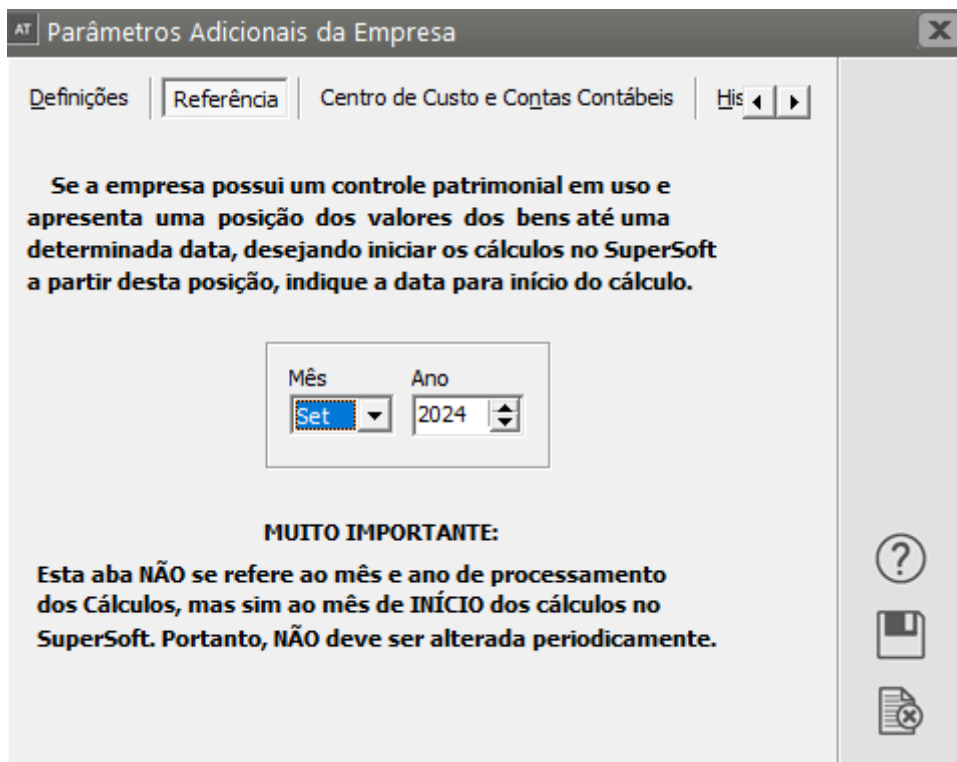 AT Parâmetros Adicionais da Empresa
Definições Referência Centro de Custo e Contas Contábeis His
Se a empresa possui um controle patrimonial em uso e
apresenta uma posição dos valores dos bens até uma
determinada data, desejando iniciar os cálculos no SuperSoft
a partir desta posição, indique a data para início do cálculo.
Mês Ano
Set 2024
MUITO IMPORTANTE:
Esta aba NÃO se refere ao mês e ano de processamento
dos Cálculos, mas sim ao mês de INÍCIO dos cálculos no
SuperSoft. Portanto, NÃO deve ser alterada periodicamente.